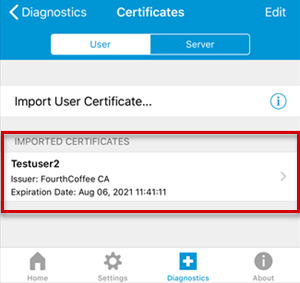 Diagnostics Certificates Edit
User Server
Import User Certificate...
IMPORTED CERTIFICATES
Testuser2
Issuer: FourthCoffee CA
Expiration Date: Aug 06, 2021 11:41:11
Home Settings Diagnostics About